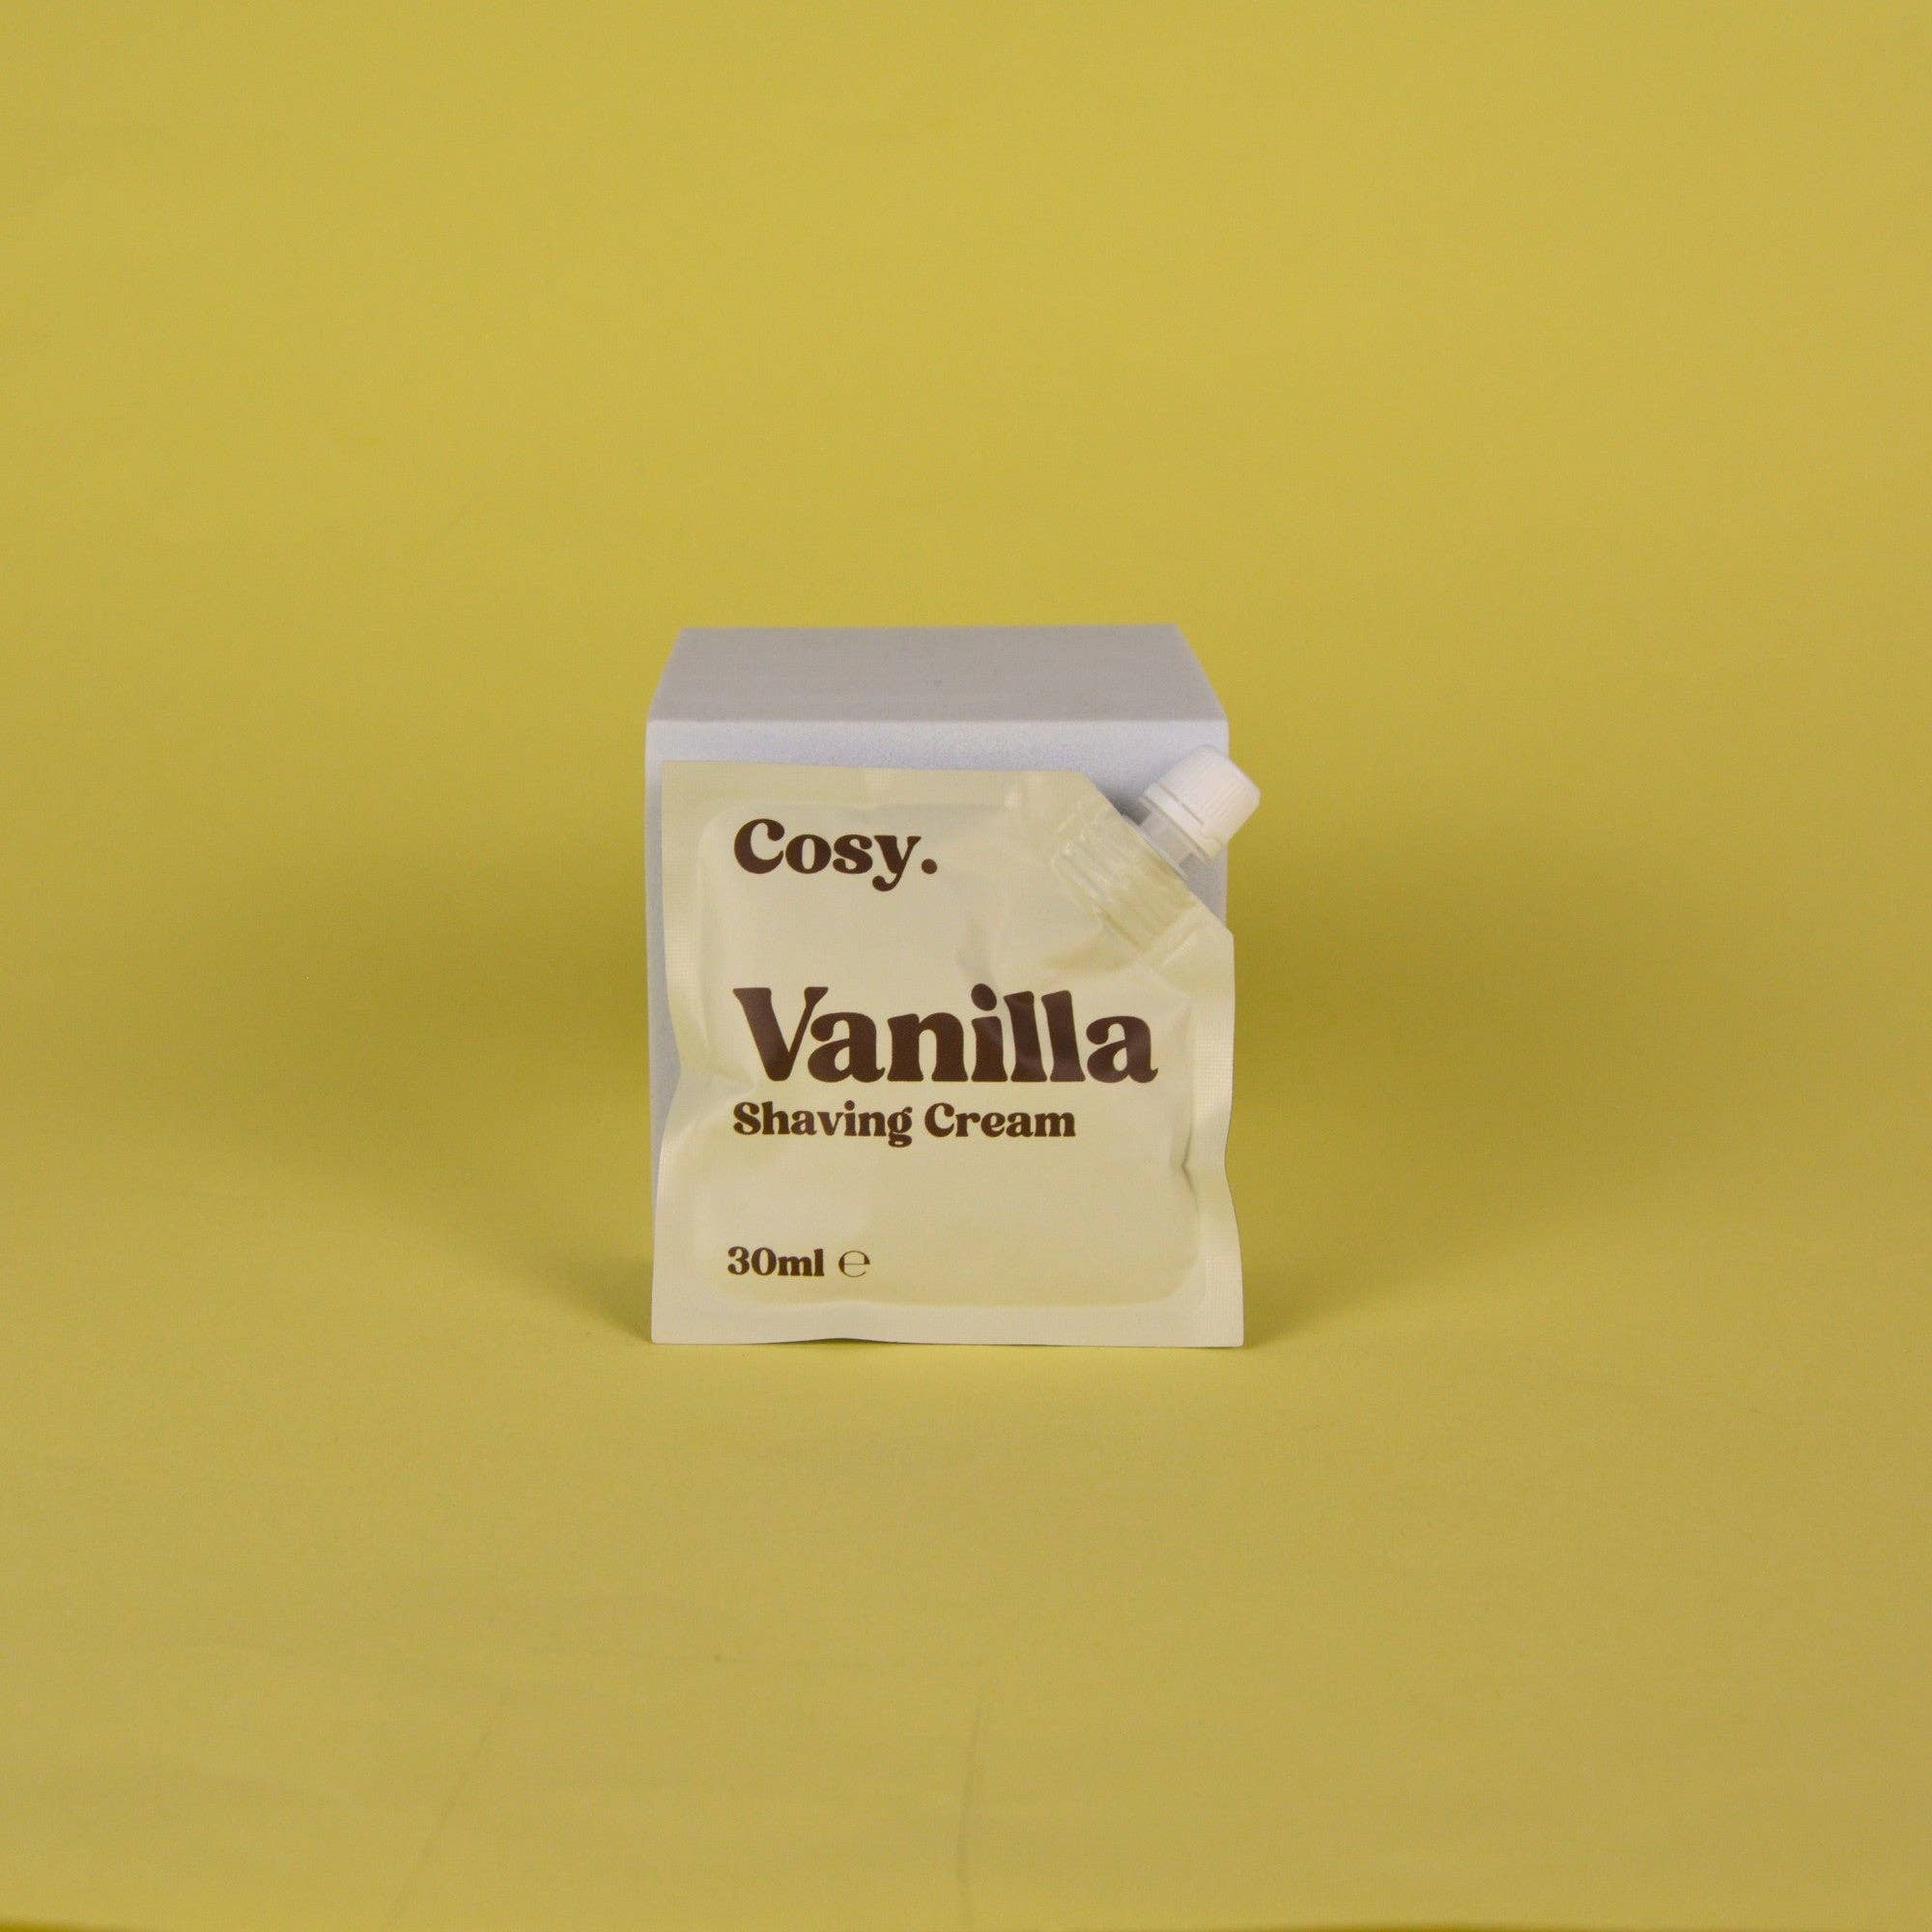 Cosy.
Vanilla
Shaving Cream
30ml ℮